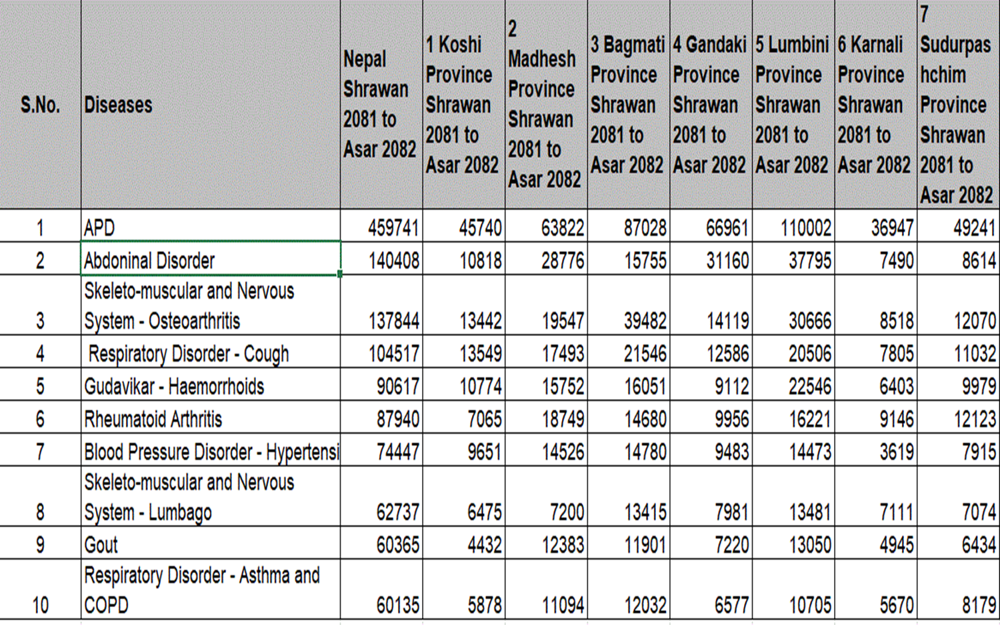 S.No. Diseases Nepal Shrawan 2081 to Asar 2082 1 Koshi Province Shrawan 2081 to Asar 2082 2 Madhesh Province Shrawan 2081 to Asar 2082 3 Bagmati Province Shrawan 2081 to Asar 2082 4 Gandaki Province Shrawan 2081 to Asar 2082 5 Lumbini Province Shrawan 2081 to Asar 2082 6 Karnali Province Shrawan 2081 to Asar 2082 7 Sudurpas hchim Province Shrawan 2081 to Asar 2082
1 APD 459741 45740 63822 87028 66961 110002 36947 49241
2 Abdoninal Disorder 140408 10818 28776 15755 31160 37795 7490 8614
Skeleto-muscular and Nervous
3 System - Osteoarthritis 137844 13442 19547 39482 14119 30666 8518 12070
4 Respiratory Disorder - Cough 104517 13549 17493 21546 12586 20506 7805 11032
5 Gudavikar - Haemorrhoids 90617 10774 15752 16051 9112 22546 6403 9979
6 Rheumatoid Arthritis 87940 7065 18749 14680 9956 16221 9146 12123
7 Blood Pressure Disorder - Hypertensi 74447 9651 14526 14780 9483 14473 3619 7915
Skeleto-muscular and Nervous
8 System - Lumbago 62737 6475 7200 13415 7981 13481 7111 7074
9 Gout 60365 4432 12383 11901 7220 13050 4945 6434
Respiratory Disorder - Asthma and
10 COPD 60135 5878 11094 12032 6577 10705 5670 8179